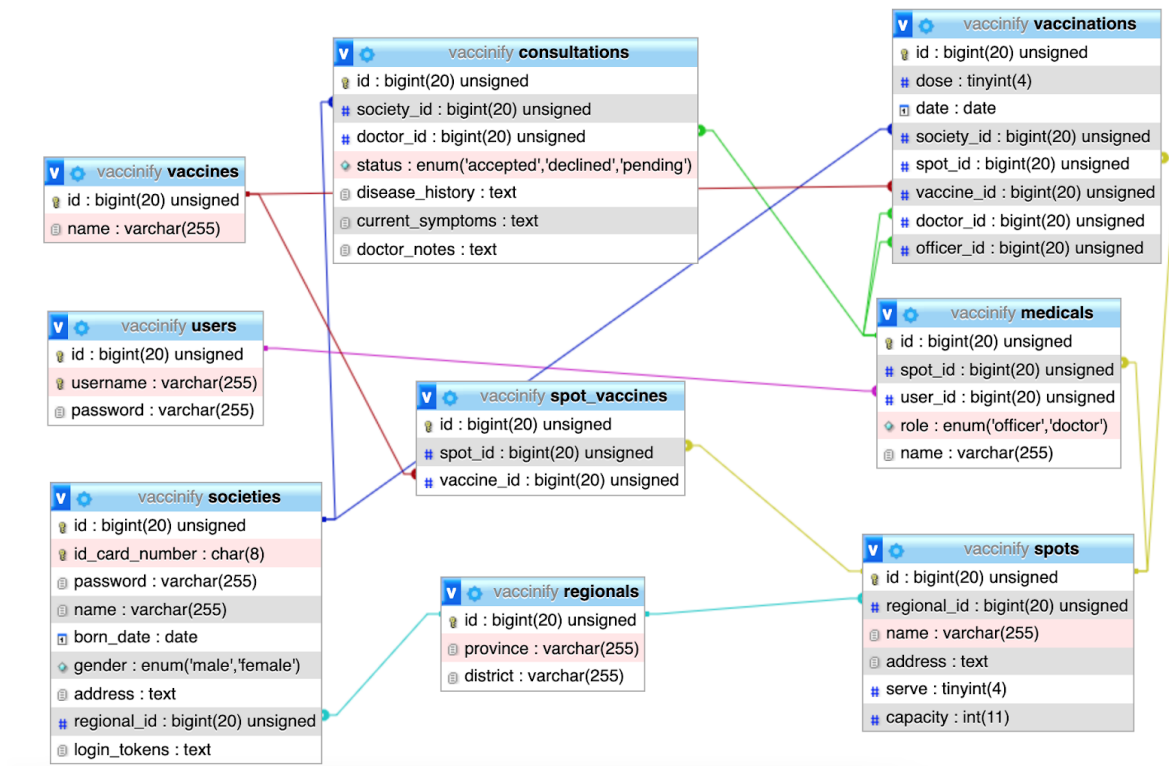 vaccinify consultations
id : bigint(20) unsigned
society_id : bigint(20) unsigned
doctor_id : bigint(20) unsigned
status : enum('accepted','declined','pending')
disease_history : text
current_symptoms : text
doctor_notes : text
vaccinify vaccinations
id : bigint(20) unsigned
dose : tinyint(4)
date : date
society_id : bigint(20) unsigned
spot_id : bigint(20) unsigned
vaccine_id : bigint(20) unsigned
doctor_id : bigint(20) unsigned
officer_id : bigint(20) unsigned
vaccinify vaccines
id : bigint(20) unsigned
name : varchar(255)
vaccinify users
id : bigint(20) unsigned
username : varchar(255)
password : varchar(255)
vaccinify medicals
id : bigint(20) unsigned
spot_id : bigint(20) unsigned
user_id : bigint(20) unsigned
role : enum('officer','doctor')
name : varchar(255)
vaccinify spot_vaccines
id : bigint(20) unsigned
spot_id : bigint(20) unsigned
vaccine_id : bigint(20) unsigned
vaccinify societies
id : bigint(20) unsigned
id_card_number : char(8)
password : varchar(255)
name : varchar(255)
born_date : date
gender : enum('male','female')
address : text
regional_id : bigint(20) unsigned
login_tokens : text
vaccinify regionals
id : bigint(20) unsigned
province : varchar(255)
district : varchar(255)
vaccinify spots
id : bigint(20) unsigned
regional_id : bigint(20) unsigned
name : varchar(255)
address : text
serve : tinyint(4)
capacity : int(11)